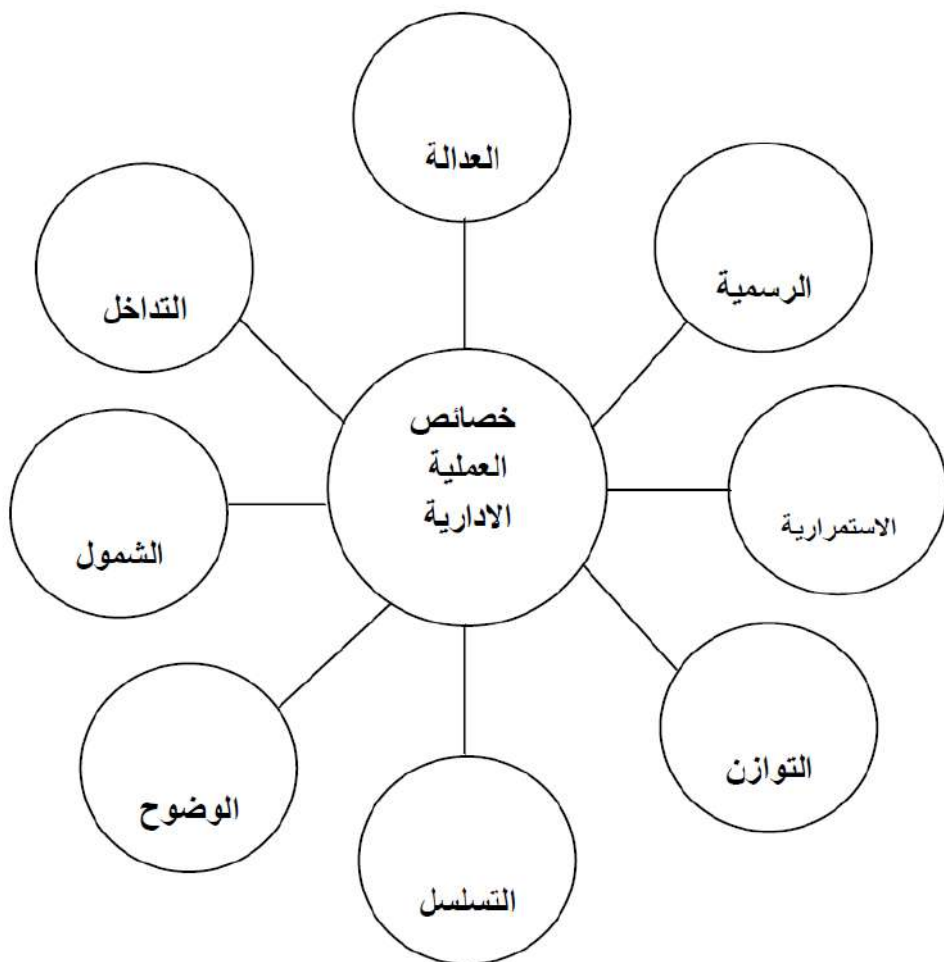 العدالة
الرسمية
التداخل
خصائص
العملية
الادارية
الاستمرارية
الشمول
التوازن
الوضوح
التسلسل